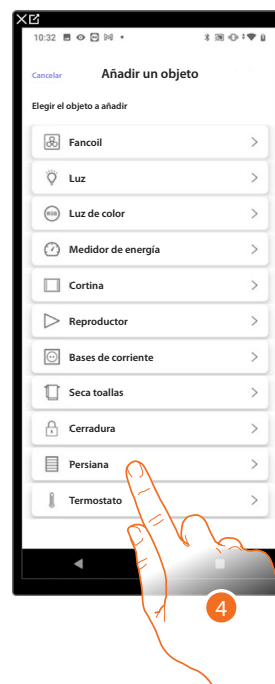 10:32
Cancelar
Añadir un objeto
Elegir el objeto a añadir
Fancoil
Luz
RGB
Luz de color
Medidor de energía
Cortina
Reproductor
Bases de corriente
Seca toallas
Cerradura
Persiana
Termostato
4